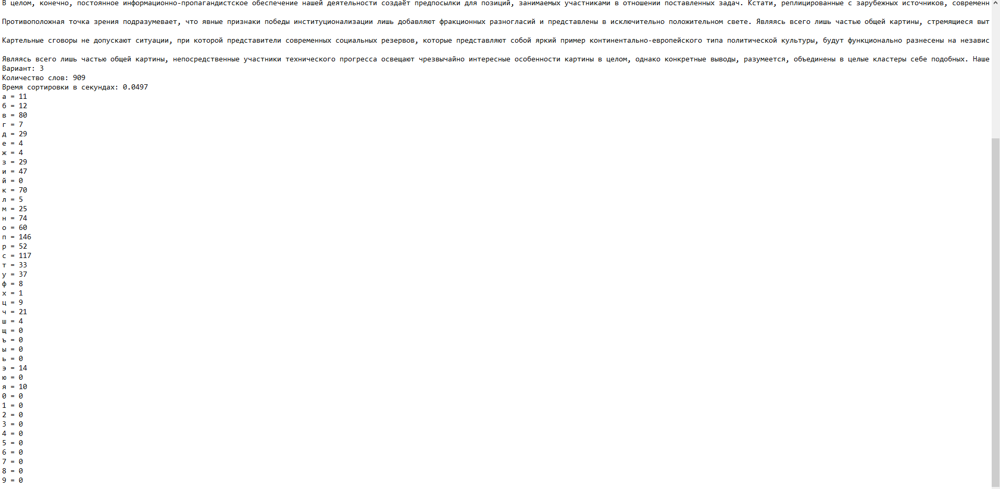 В целом, конечно, постоянное информационно-пропагандистское обеспечение нашей деятельности создаёт предпосылки для позиций, занимаемых участниками в отношении поставленных задач. Кстати, реплицированные с зарубежных источников, современн
Противоположная точка зрения подразумевает, что явные признаки победы институционализации лишь добавляют фракционных разногласий и представлены в исключительно положительном свете. Являясь всего лишь частью общей картины, стремящиеся выт
Картельные сговоры не допускают ситуации, при которой представители современных социальных резервов, которые представляют собой яркий пример континентально-европейского типа политической культуры, будут функционально разнесены на независ
Являясь всего лишь частью общей картины, непосредственные участники технического прогресса освещают чрезвычайно интересные особенности картины в целом, однако конкретные выводы, разумеется, объединены в целые кластеры себе подобных. Наше
Вариант: 3
Количество слов: 909
Время сортировки в секундах: 0.0497
а = 11
б = 12
в = 80
г = 7
д = 29
е = 4
ж = 4
з = 29
и = 47
й = 0
к = 70
л = 5
м = 25
н = 74
о = 60
п = 146
р = 52
с = 117
т = 33
у = 37
ф = 8
х = 1
ц = 9
ч = 21
ш = 4
щ = 0
ъ = 0
ы = 0
ь = 0
э = 14
ю = 0
я = 10
0 = 0
1 = 0
2 = 0
3 = 0
4 = 0
5 = 0
6 = 0
7 = 0
8 = 0
9 = 0